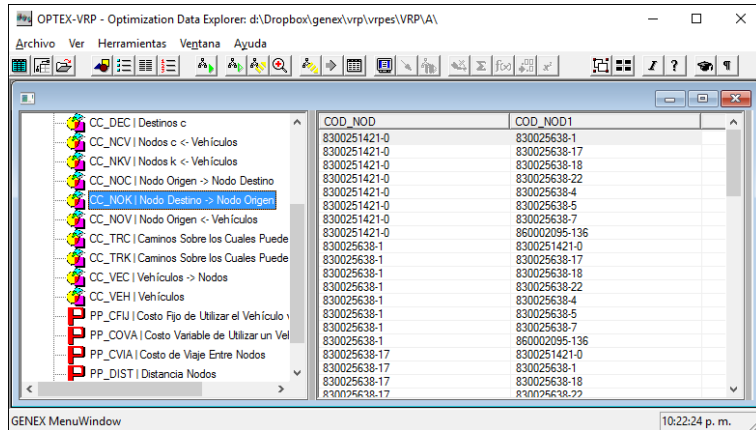 OPTEX-VRP - Optimization Data Explorer: d:\Dropbox\genex\vrp\vrpes\VRP\A\
Archivo Ver Herramientas Ventana Ayuda
CC_DEC | Destinos c
CC_NCV | Nodos c <- Vehículos
CC_NKV | Nodos k <- Vehículos
CC_NOC | Nodo Origen -> Nodo Destino
CC_NOK | Nodo Destino -> Nodo Origen
CC_NOV | Nodo Origen <- Vehículos
CC_TRC | Caminos Sobre los Cuales Puede
CC_TRK | Caminos Sobre los Cuales Puede
CC_VEC | Vehículos -> Nodos
CC_VEH | Vehículos
PP_CFIJ | Costo Fijo de Utilizar el Vehículo v
PP_COVA | Costo Variable de Utilizar un Veh
PP_CVIA | Costo de Viaje Entre Nodos
PP_DIST | Distancia Nodos
COD_NOD COD_NOD1
8300251421-0 830025638-1
8300251421-0 830025638-17
8300251421-0 830025638-18
8300251421-0 830025638-22
8300251421-0 830025638-4
8300251421-0 830025638-5
8300251421-0 830025638-7
8300251421-0 860002095-136
830025638-1 8300251421-0
830025638-1 830025638-17
830025638-1 830025638-18
830025638-1 830025638-22
830025638-1 830025638-4
830025638-1 830025638-5
830025638-1 830025638-7
830025638-1 860002095-136
830025638-17 8300251421-0
830025638-17 830025638-1
830025638-17 830025638-18
830025638-17 830025638-22
GENEX MenuWindow
10:22:24 p. m.